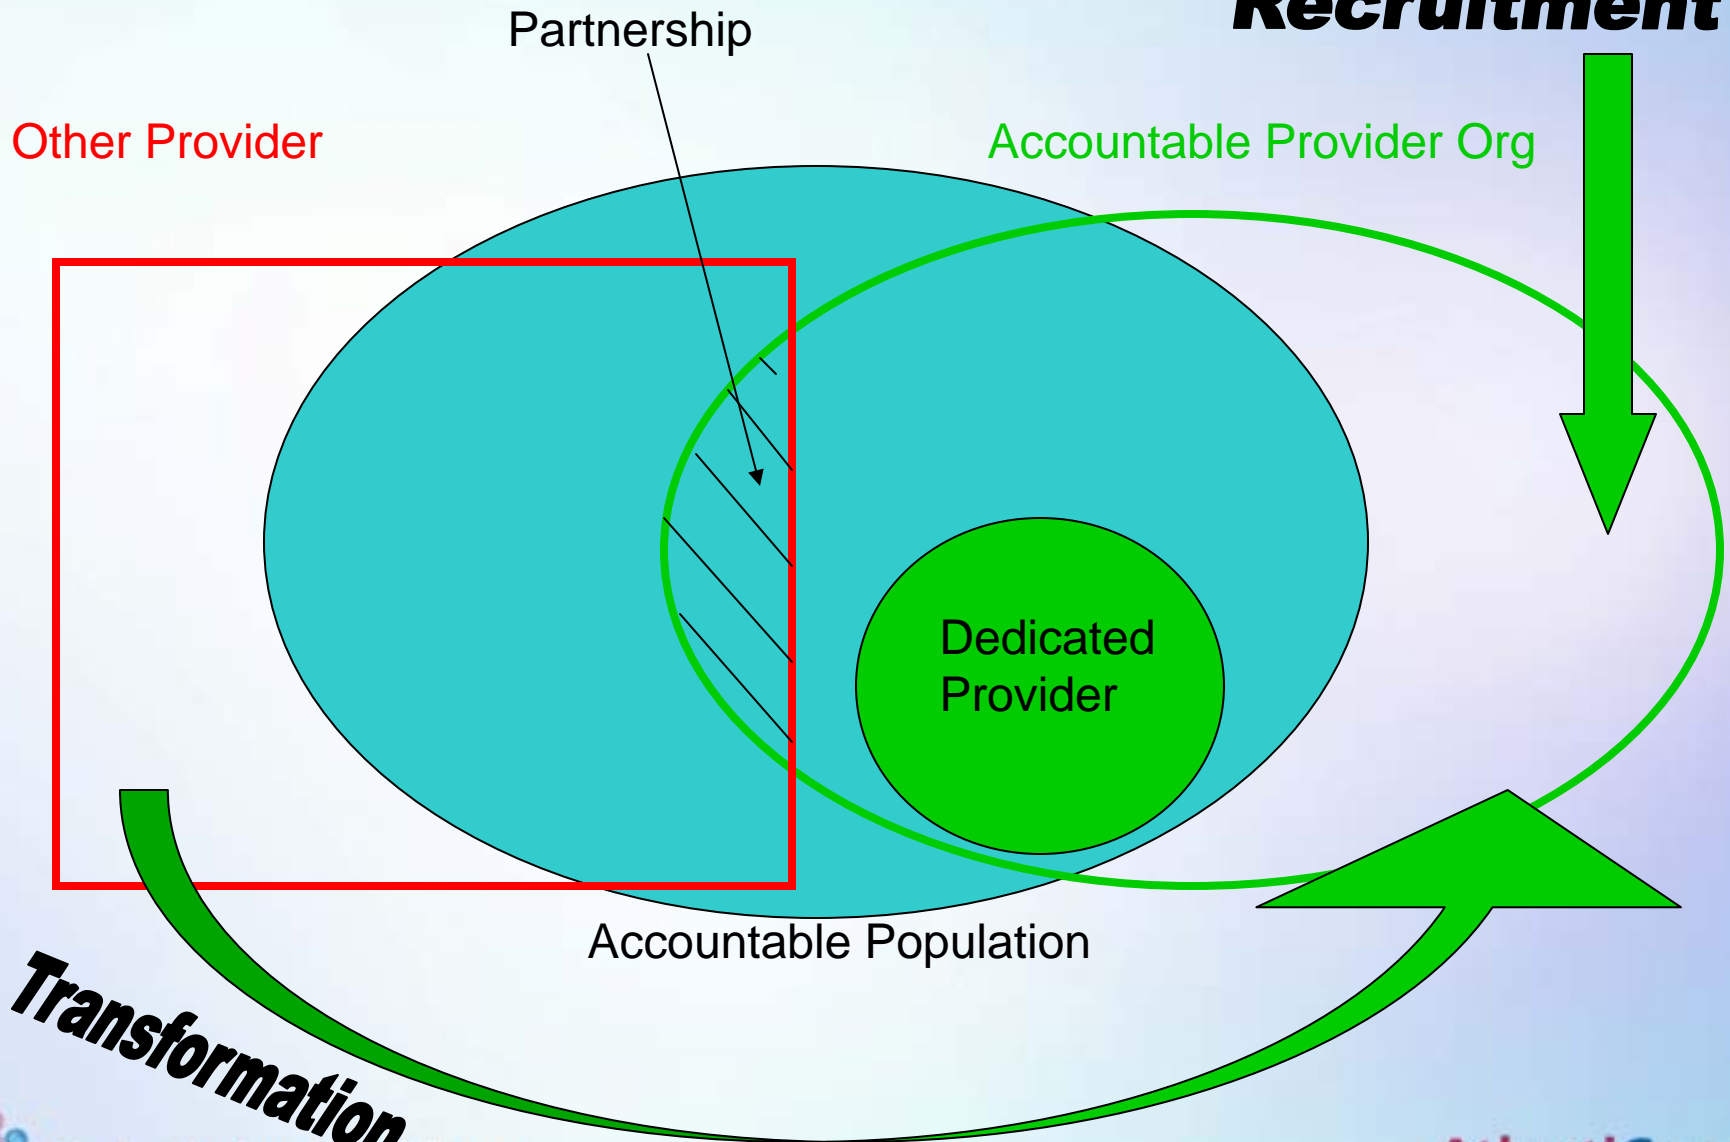 Recruitment
Partnership
Other Provider
Accountable Provider Org
Dedicated
Provider
Accountable Population
Transformation